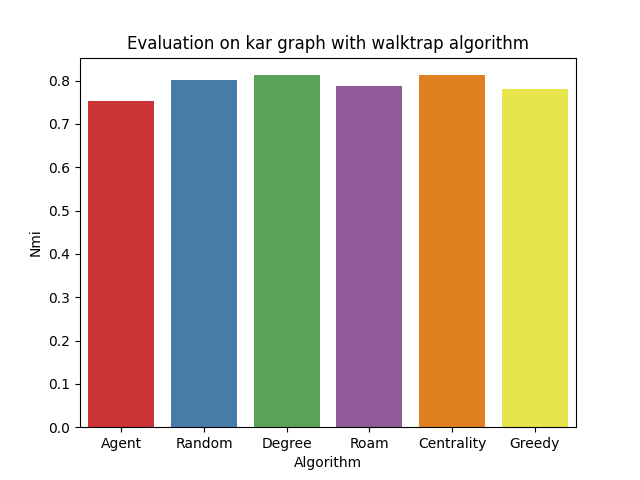 Evaluation on kar graph with walktrap algorithm
0.8
0.7
0.6
0.5
0.4
0.3
0.2
0.1
0.0
Nmi
Agent Random Degree Roam Centrality Greedy
Algorithm